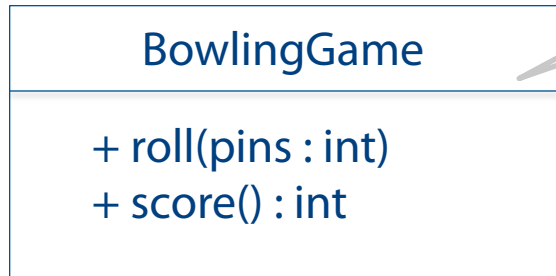 BowlingGame
+ roll(pins : int)
+ score() : int